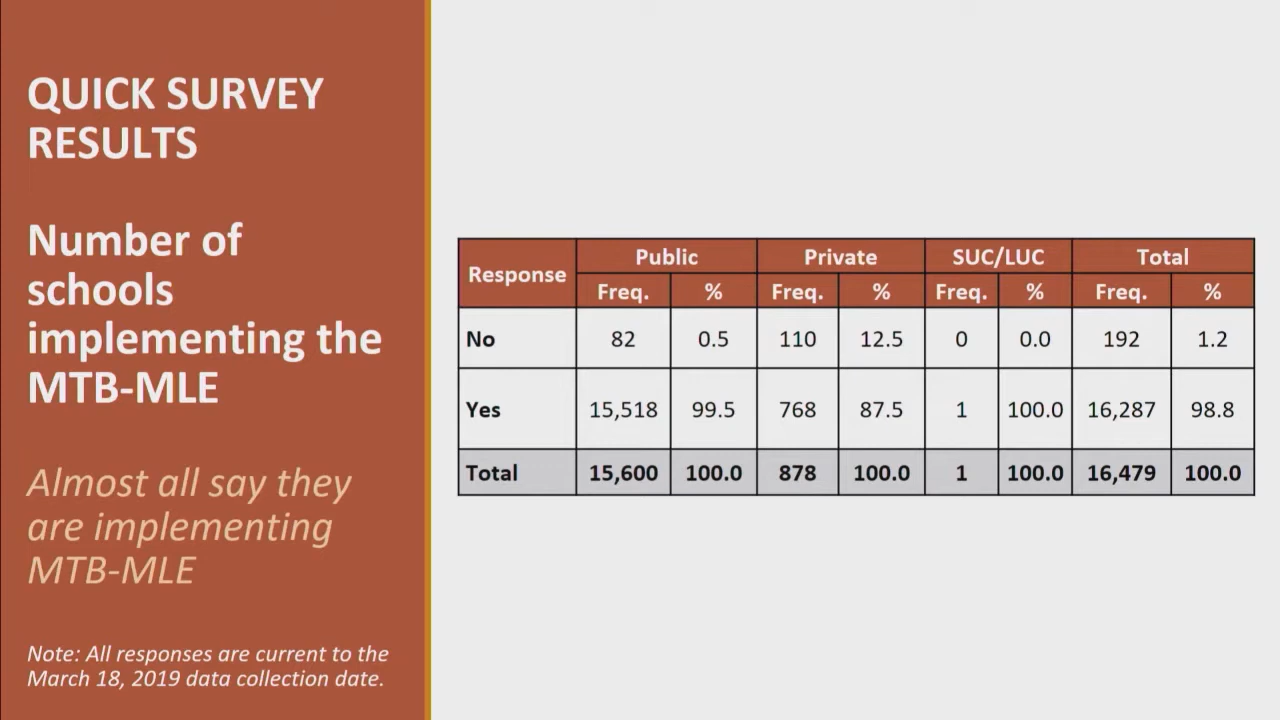 QUICK SURVEY
RESULTS
Number of
schools
implementing the
MTB-MLE
Almost all say they
are implementing
MTB-MLE
Note: All responses are current to the
March 18, 2019 data collection date.
Response Public Private SUC/LUC Total
Freq. % Freq. % Freq. % Freq. %
No 82 0.5 110 12.5 0 0.0 192 1.2
Yes 15,518 99.5 768 87.5 1 100.0 16,287 98.8
Total 15,600 100.0 878 100.0 1 100.0 16,479 100.0